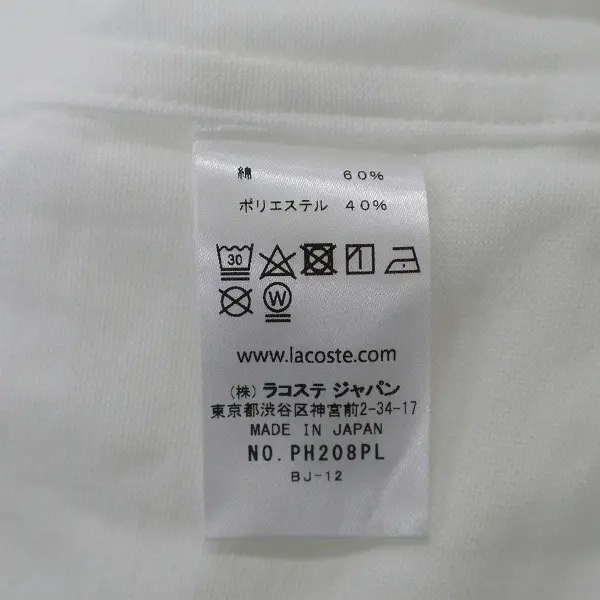 綿 60%
ポリエステル 40%
30
W
www.lacoste.com
(株) ラコステ ジャパン
東京都渋谷区神宮前2-34-17
MADE IN JAPAN
NO. PH208PL
BJ-12